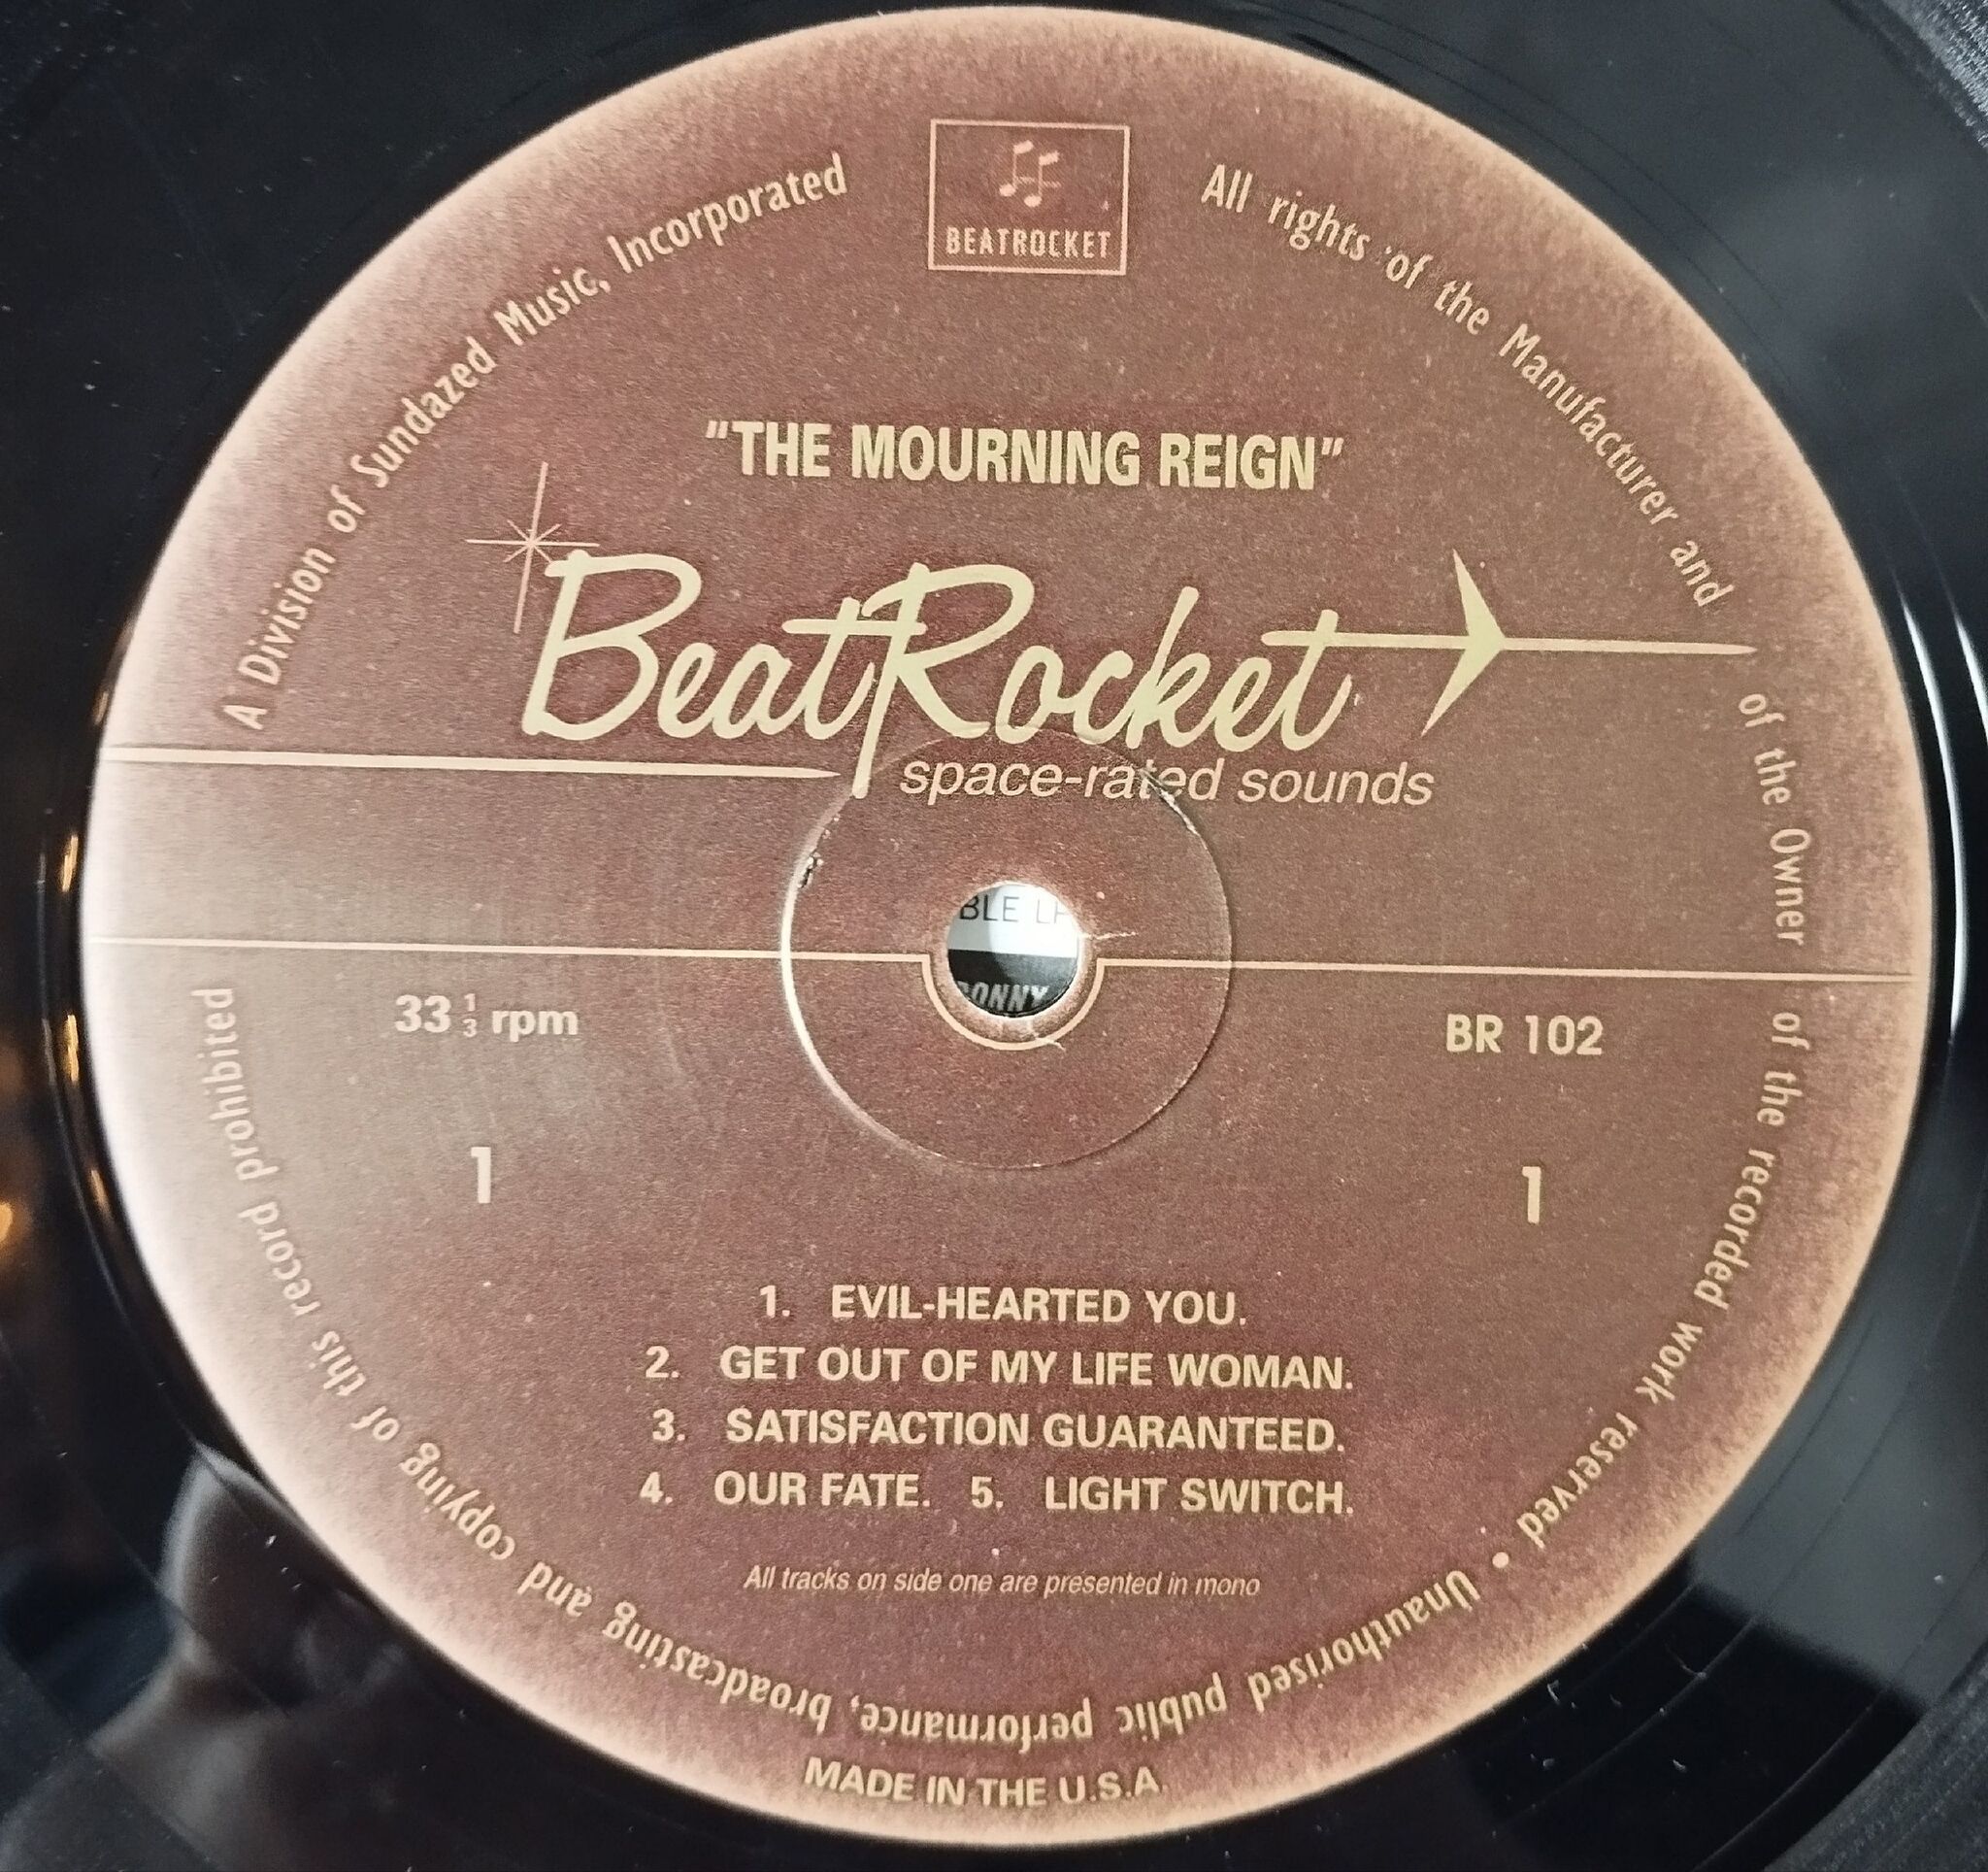 A Division of Sundazed Music, Incorporated
BEATROCKET
All rights of the Manufacturer and of the Owner of the recorded work reserved • Unauthorised public performance, broadcasting and copying of this record prohibited
"THE MOURNING REIGN"
BeatRocket
space-rated sounds
BLE LP
ONNY
33 1/3 rpm
BR 102
1
1
1. EVIL-HEARTED YOU.
2. GET OUT OF MY LIFE WOMAN.
3. SATISFACTION GUARANTEED.
4. OUR FATE. 5. LIGHT SWITCH.
All tracks on side one are presented in mono
MADE IN THE U.S.A.